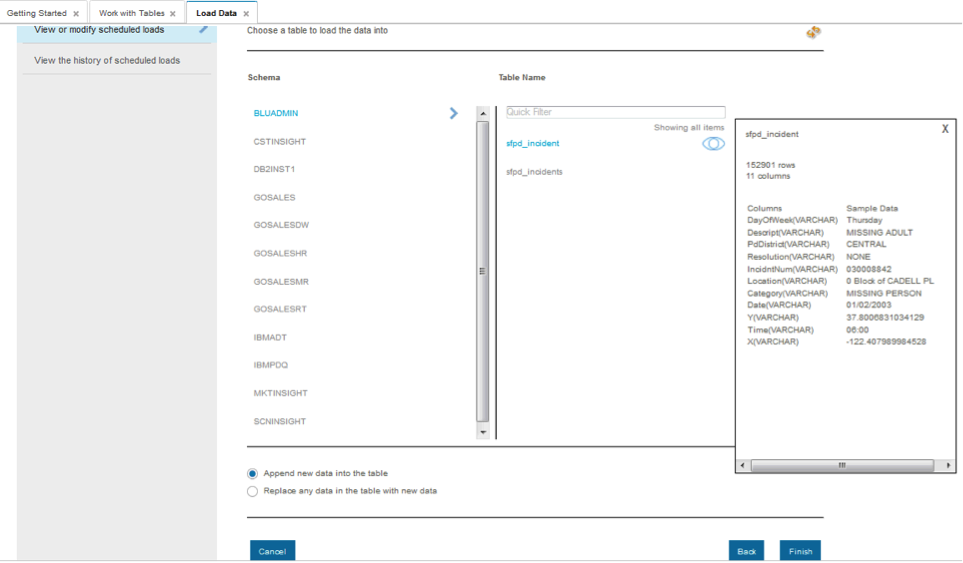 Getting Started x Work with Tables x Load Data x
View or modify scheduled loads
Choose a table to load the data into
View the history of scheduled loads
Schema Table Name
Quick Filter
Showing all items
BLUADMIN
CSTINSIGHT
DB2INST1
GOSALES
GOSALESDW
GOSALESHR
GOSALESMR
GOSALESRT
IBMADT
IBMPDQ
MKTINSIGHT
SCNINSIGHT
sfpd_incident
sfpd_incidents
sfpd_incident X
152901 rows
11 columns
Columns Sample Data
DayOfWeek(VARCHAR) Thursday
Descript(VARCHAR) MISSING ADULT
PdDistrict(VARCHAR) CENTRAL
Resolution(VARCHAR) NONE
IncidntNum(VARCHAR) 030008842
Location(VARCHAR) 0 Block of CADELL PL
Category(VARCHAR) MISSING PERSON
Date(VARCHAR) 01/02/2003
Y(VARCHAR) 37.8006831034129
Time(VARCHAR) 06:00
X(VARCHAR) -122.407989984528
Append new data into the table
Replace any data in the table with new data
Cancel Back Finish